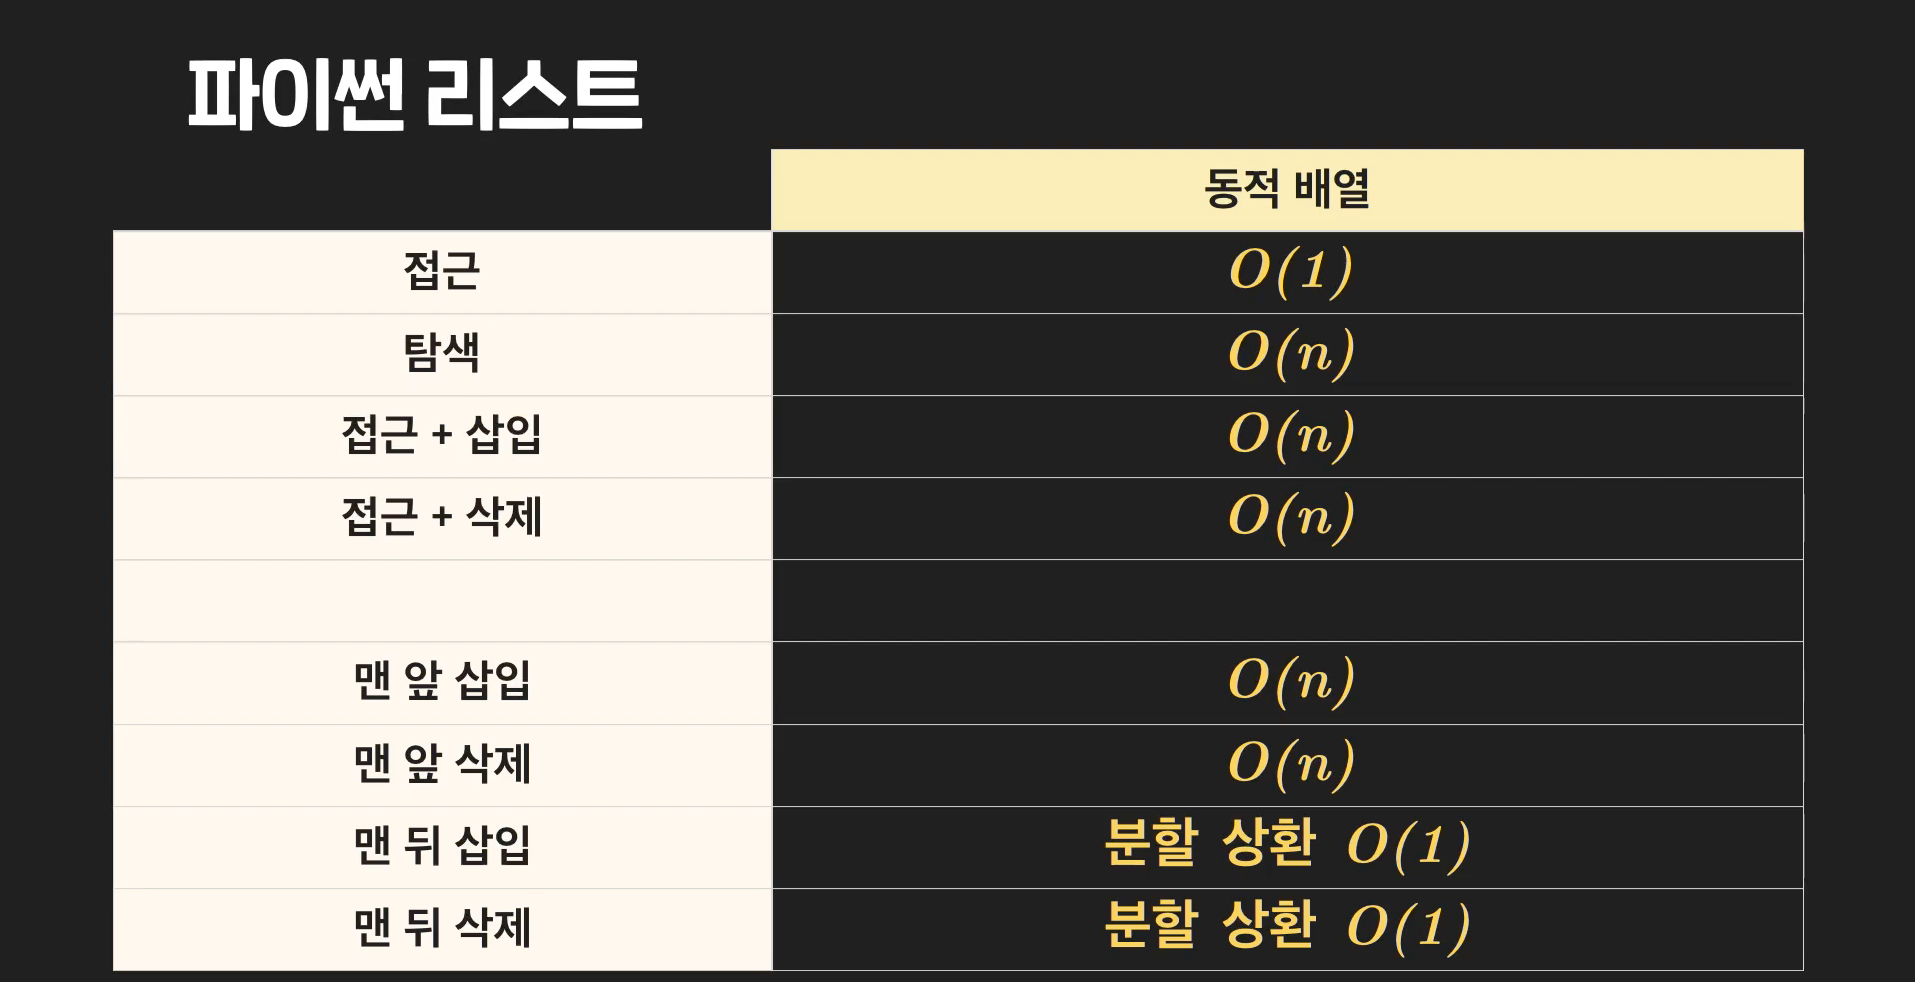 파이썬 리스트
동적 배열
접근 O(1)
탐색 O(n)
접근 + 삽입 O(n)
접근 + 삭제 O(n)
맨 앞 삽입 O(n)
맨 앞 삭제 O(n)
맨 뒤 삽입 분할 상환 O(1)
맨 뒤 삭제 분할 상환 O(1)